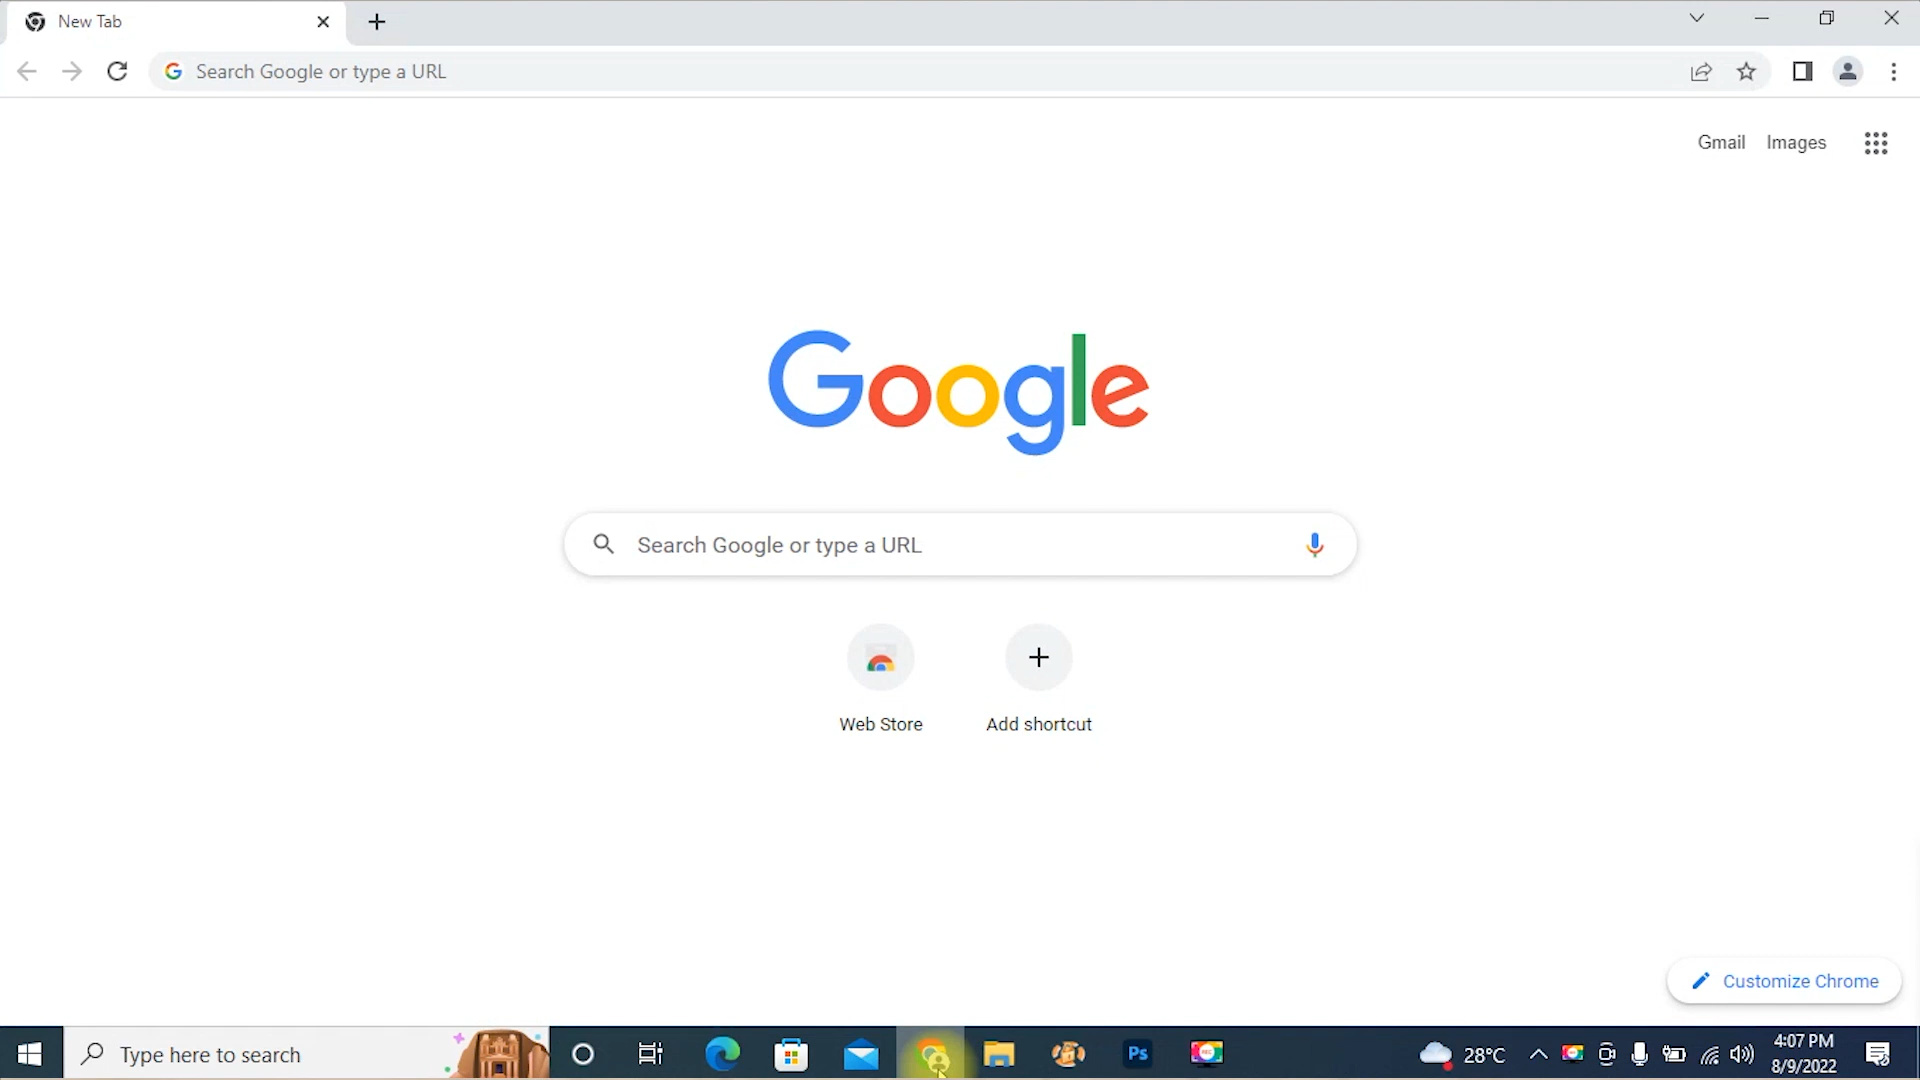 New Tab
Search Google or type a URL
Gmail Images
Google
Search Google or type a URL
Web Store
Add shortcut
Customize Chrome
Type here to search
Ps
28°C
4:07 PM
8/9/2022